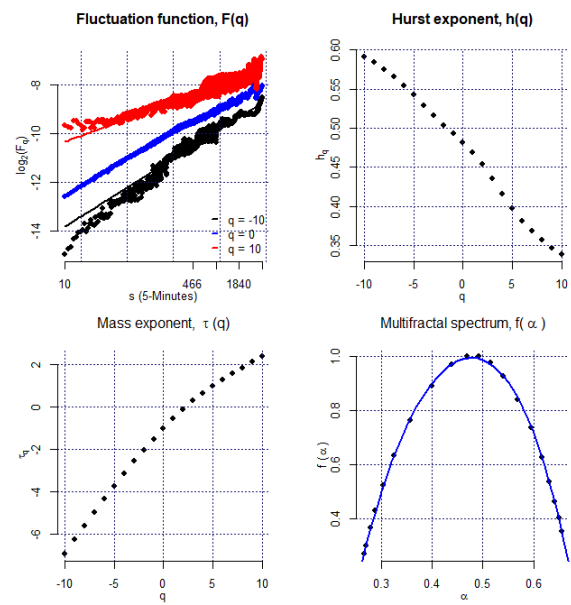 Fluctuation function, F(q)
log2(Fq)
-8
-10
-12
-14
q = -10
q = 0
q = 10
10
466
1840
s (5-Minutes)
Hurst exponent, h(q)
hq
0.60
0.55
0.50
0.45
0.40
0.35
-10
-5
0
5
10
q
Mass exponent, τ (q)
τq
2
0
-2
-4
-6
-10
-5
0
5
10
q
Multifractal spectrum, f( α )
f ( α )
1.0
0.8
0.6
0.4
0.3
0.4
0.5
0.6
α